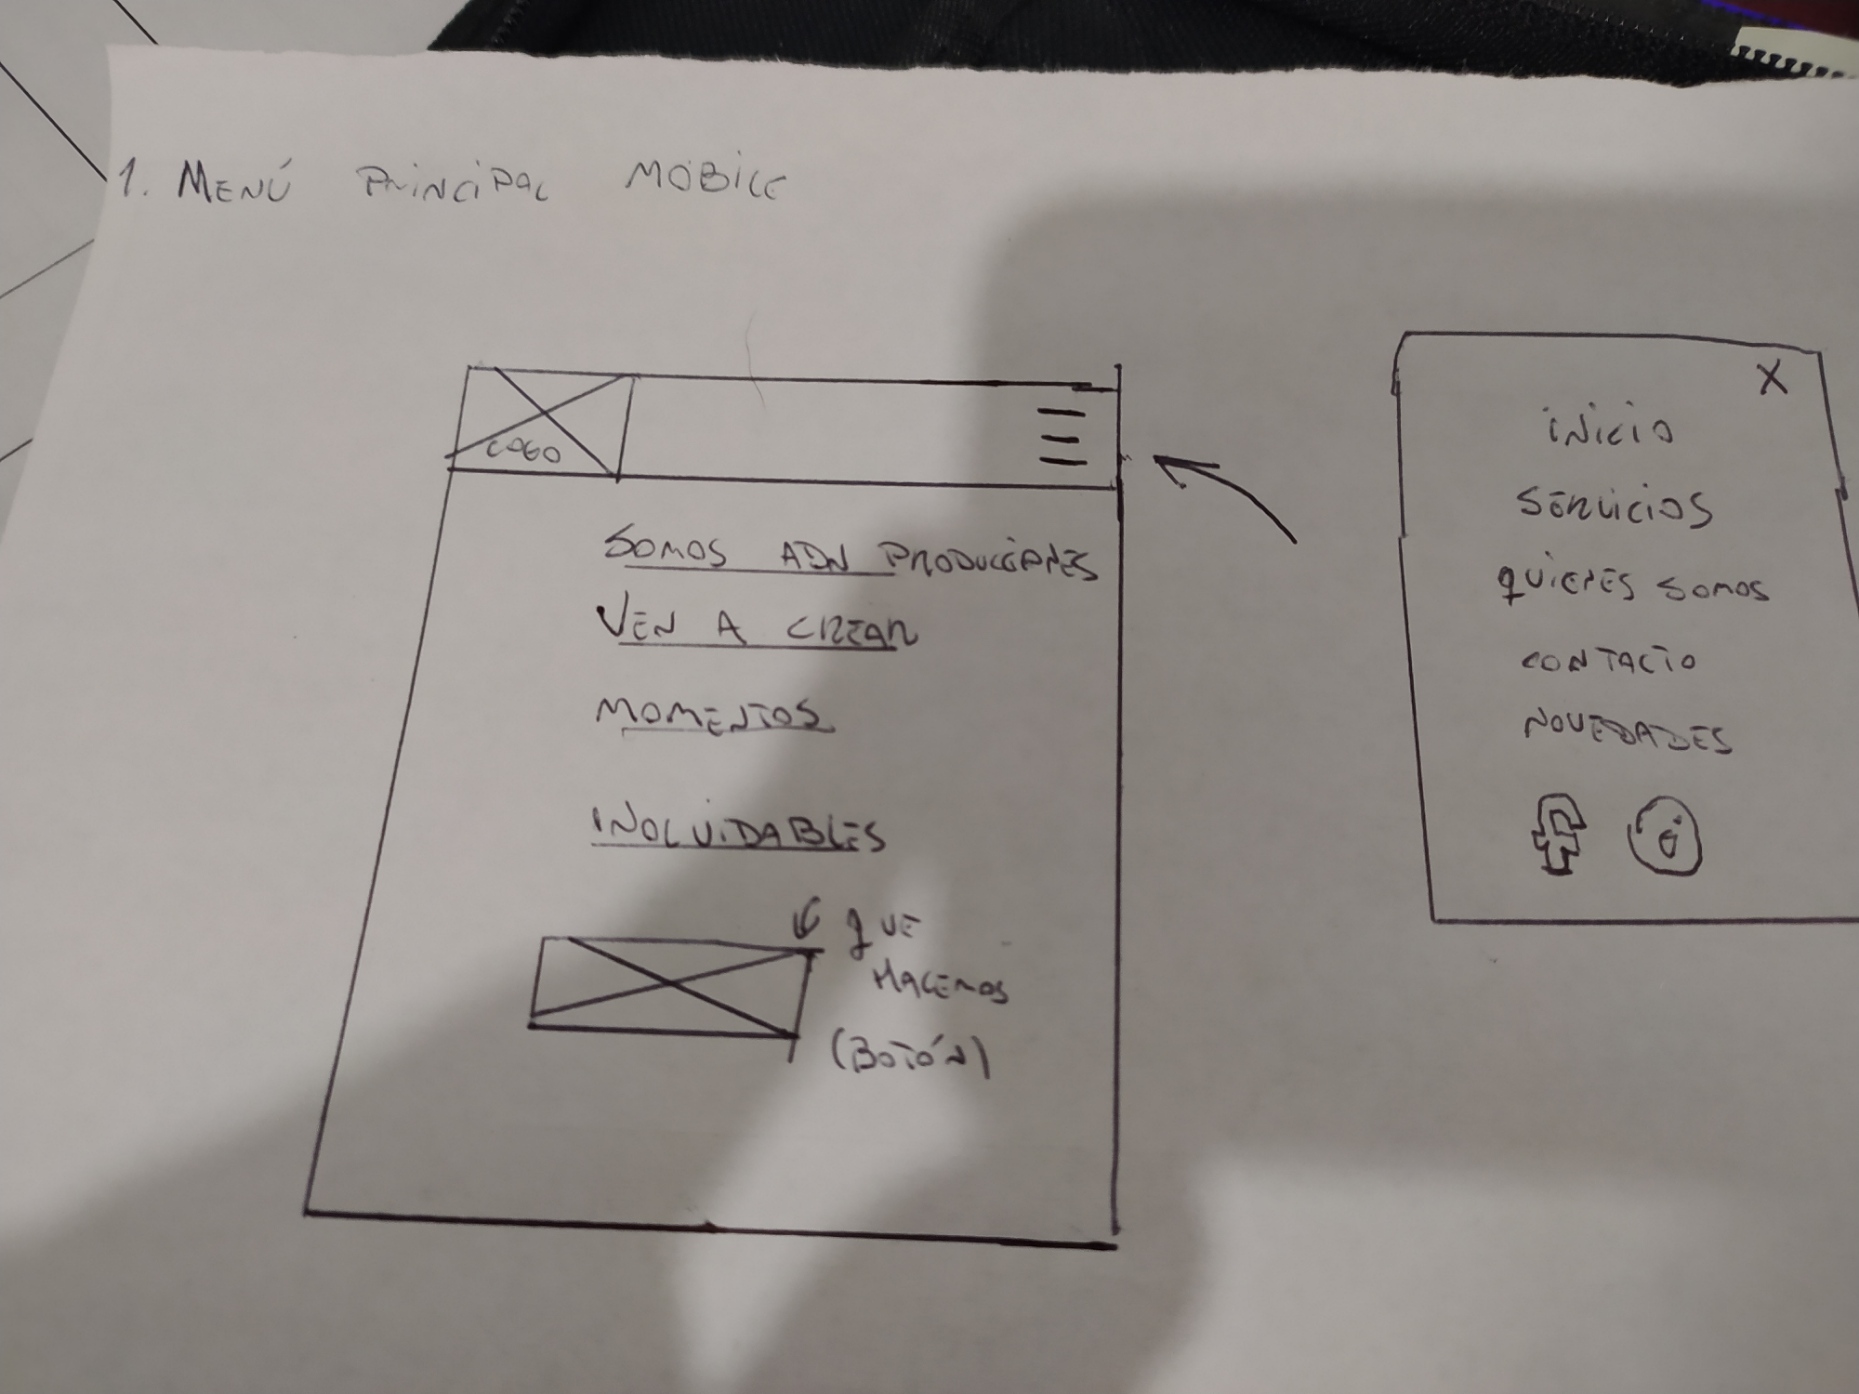 1. MENÚ PRINCIPAL MOBILE
LOGO
SOMOS ADN PRODUCCIONES
VEN A CREAR
MOMENTOS
INOLVIDABLES
QUE
HACEMOS
(BOTÓN)
X
INICIO
SERVICIOS
QUIENES SOMOS
CONTACTO
NOVEDADES